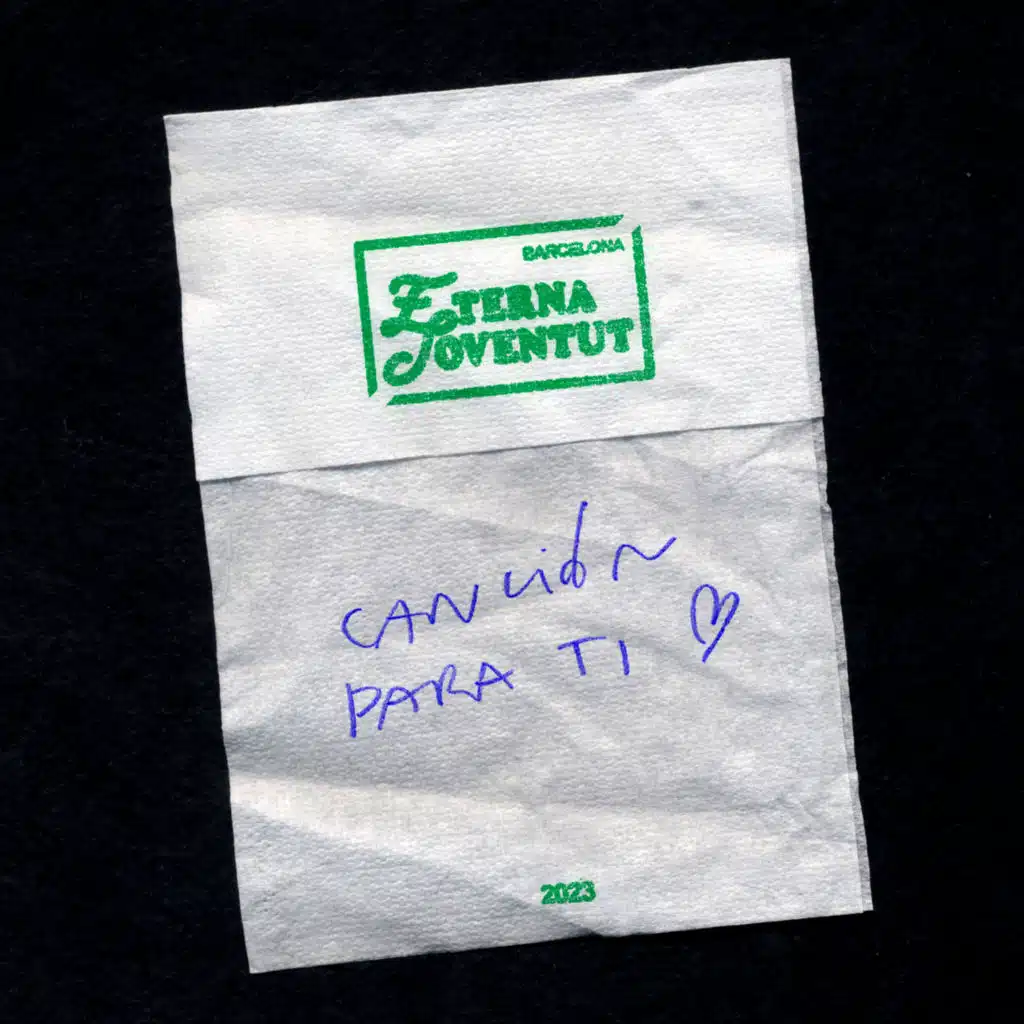 BARCELONA
ETERNA
JOVENTUT
CANCIÓN
PARA TI
2023